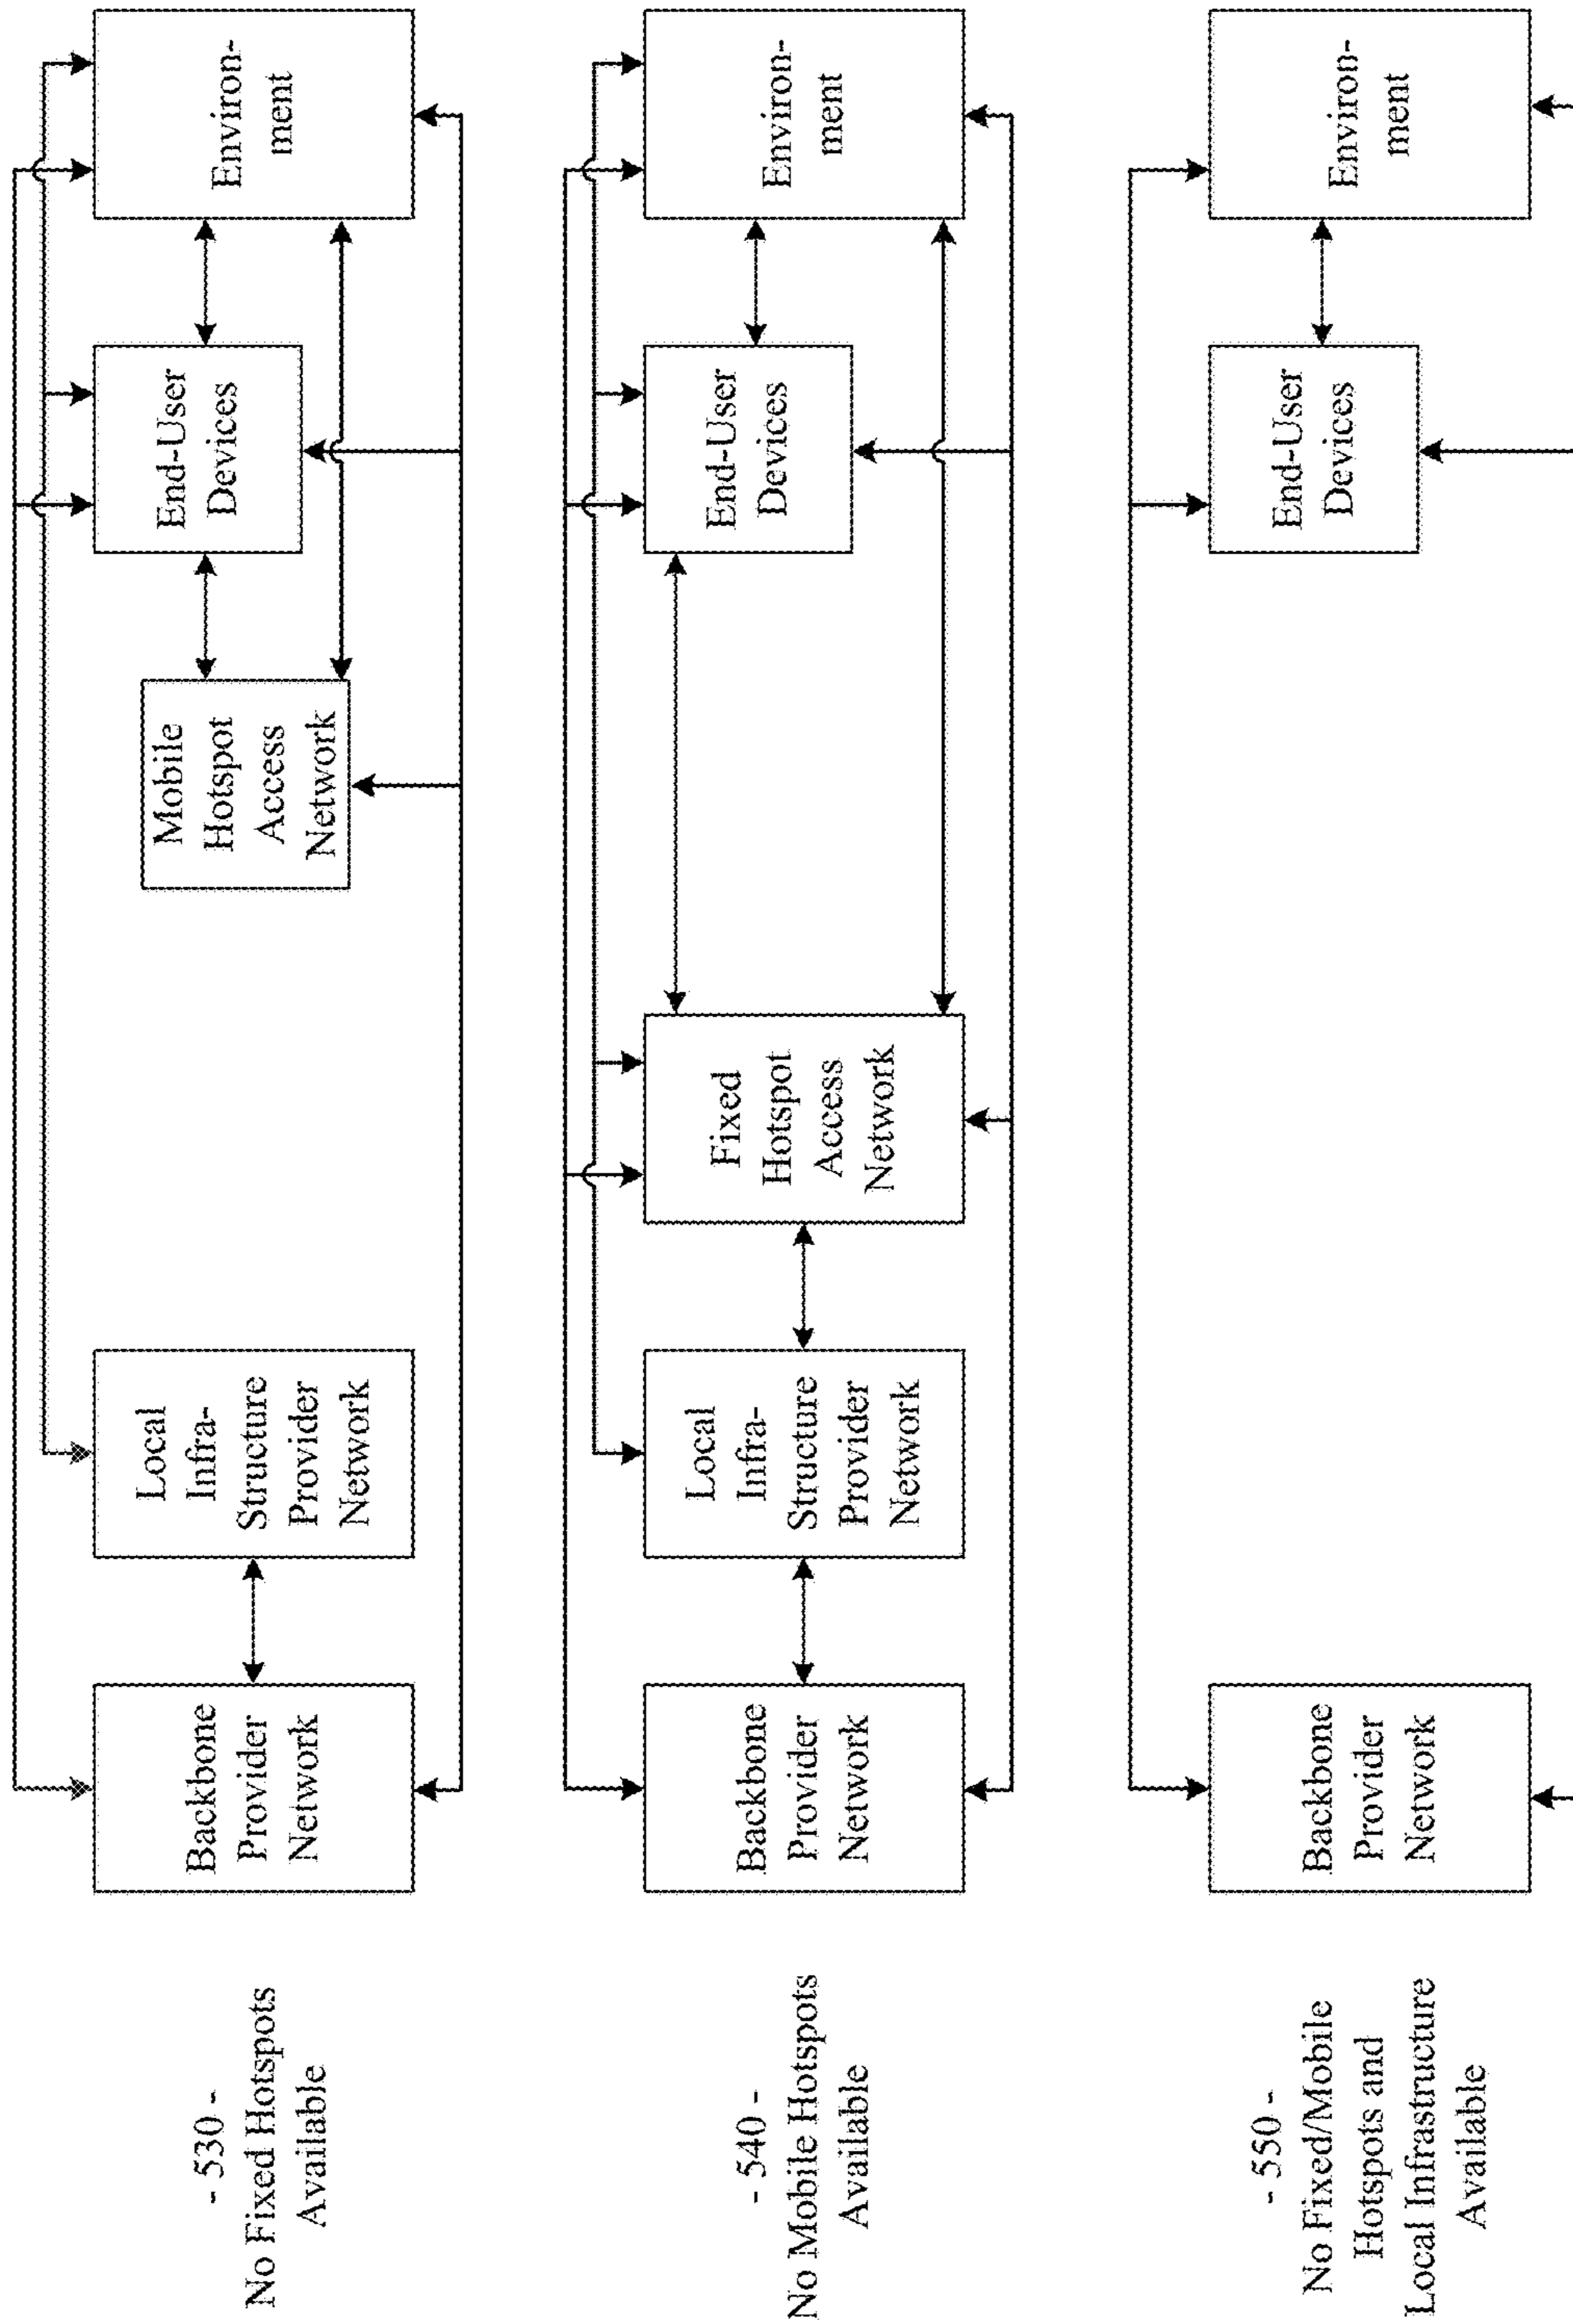 - 530 -
No Fixed Hotspots
Available
Backbone
Provider
Network
Local
Infra-
Structure
Provider
Network
Mobile
Hotspot
Access
Network
End-User
Devices
Environ-
ment
- 540 -
No Mobile Hotspots
Available
Backbone
Provider
Network
Local
Infra-
Structure
Provider
Network
Fixed
Hotspot
Access
Network
End-User
Devices
Environ-
ment
- 550 -
No Fixed/Mobile
Hotspots and
Local Infrastructure
Available
Backbone
Provider
Network
End-User
Devices
Environ-
ment